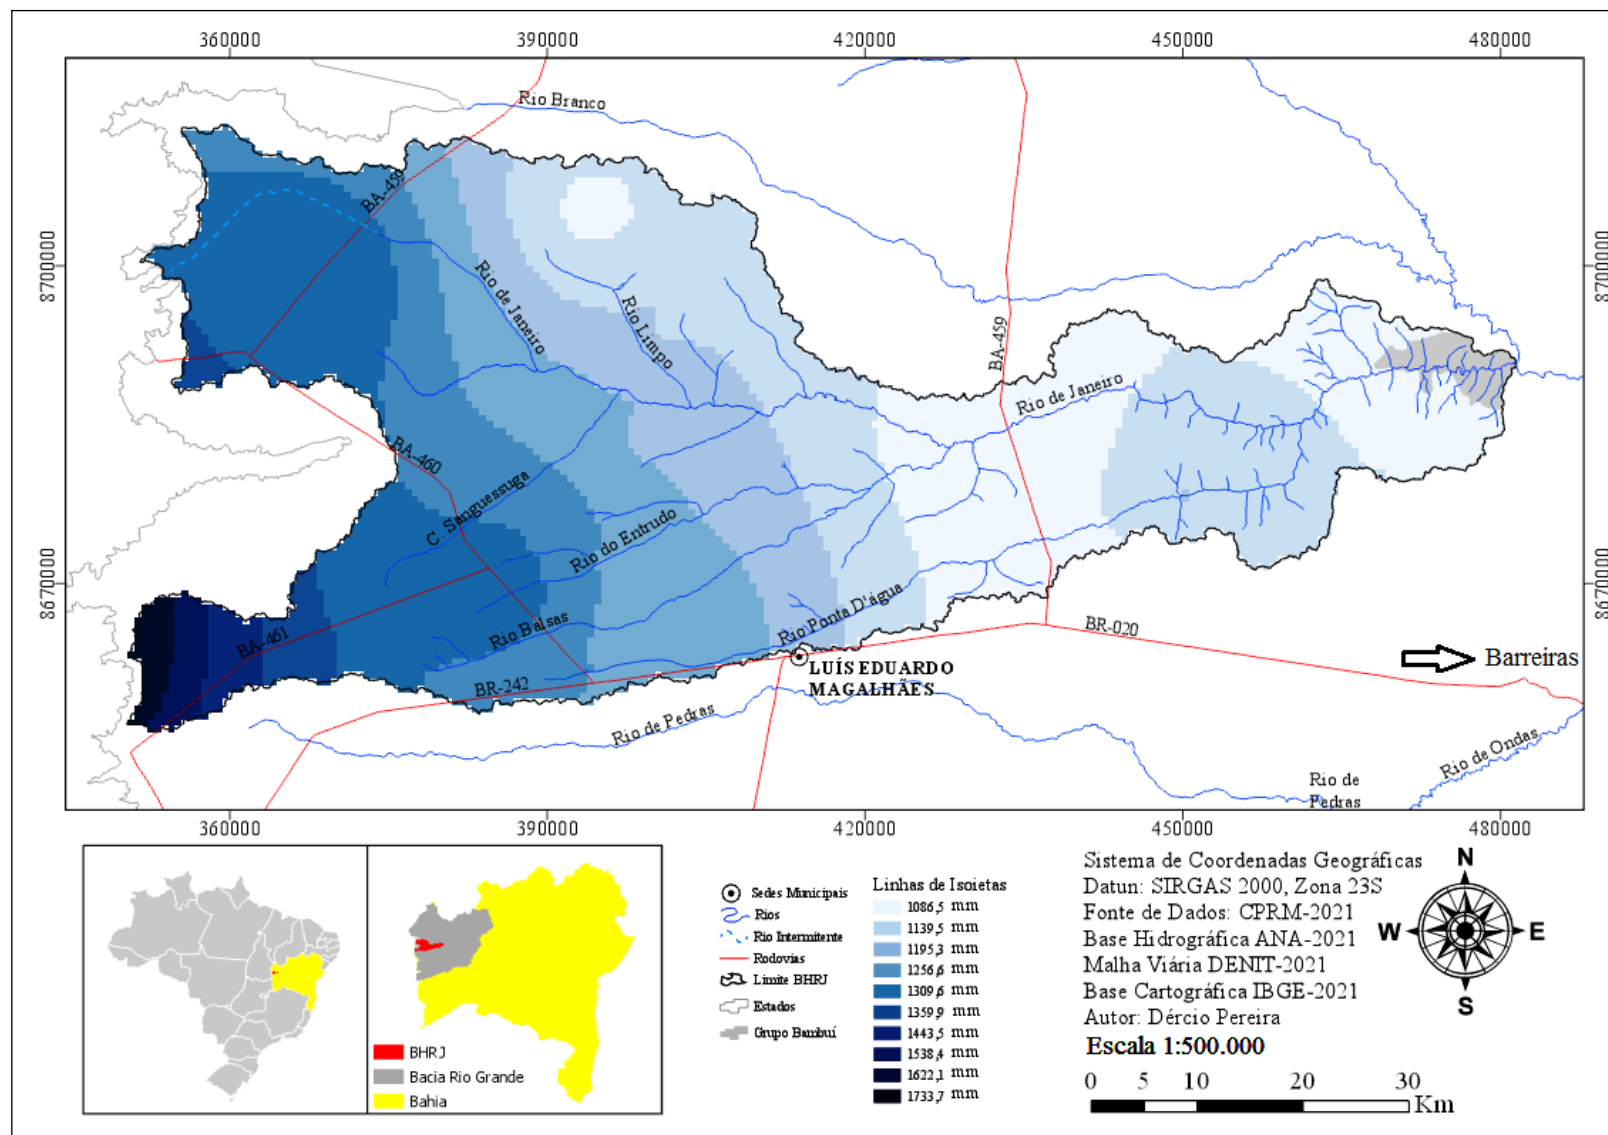 360000
390000
420000
450000
480000
8700000
8700000
8670000
8670000
Rio Branco
BA-459
Rio de Janeiro
Rio Limpo
BA-459
Rio de Janeiro
BA-460
C. Sanguessuga
Rio do Entrudo
Rio Balsas
Rio Ponta D'água
BA-461
BR-242
BR-020
LUÍS EDUARDO
MAGALHÃES
Barreiras
Rio de Pedras
Rio de Ondas
Rio de
Pedras
360000
390000
420000
450000
480000
BHRJ
Bacia Rio Grande
Bahia
Sedes Municipais
Rios
Rio Intermitente
Rodovias
Limite BHRJ
Estados
Grupo Bambuí
Linhas de Isoietas
1086,5 mm
1139,5 mm
1195,3 mm
1256,6 mm
1309,6 mm
1359,9 mm
1443,5 mm
1538,4 mm
1622,1 mm
1733,7 mm
Sistema de Coordenadas Geográficas
Datun: SIRGAS 2000, Zona 23S
Fonte de Dados: CPRM-2021
Base Hidrográfica ANA-2021
Malha Viária DENIT-2021
Base Cartográfica IBGE-2021
Autor: Dércio Pereira
Escala 1:500.000
0 5 10 20 30
Km
N
W
E
S